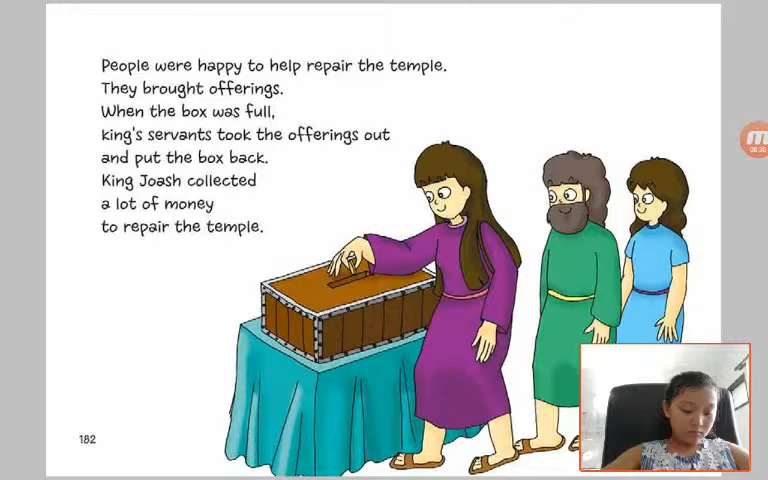 People were happy to help repair the temple.
They brought offerings.
When the box was full,
king's servants took the offerings out
and put the box back.
King Joash collected
a lot of money
to repair the temple.
182
M
08:30